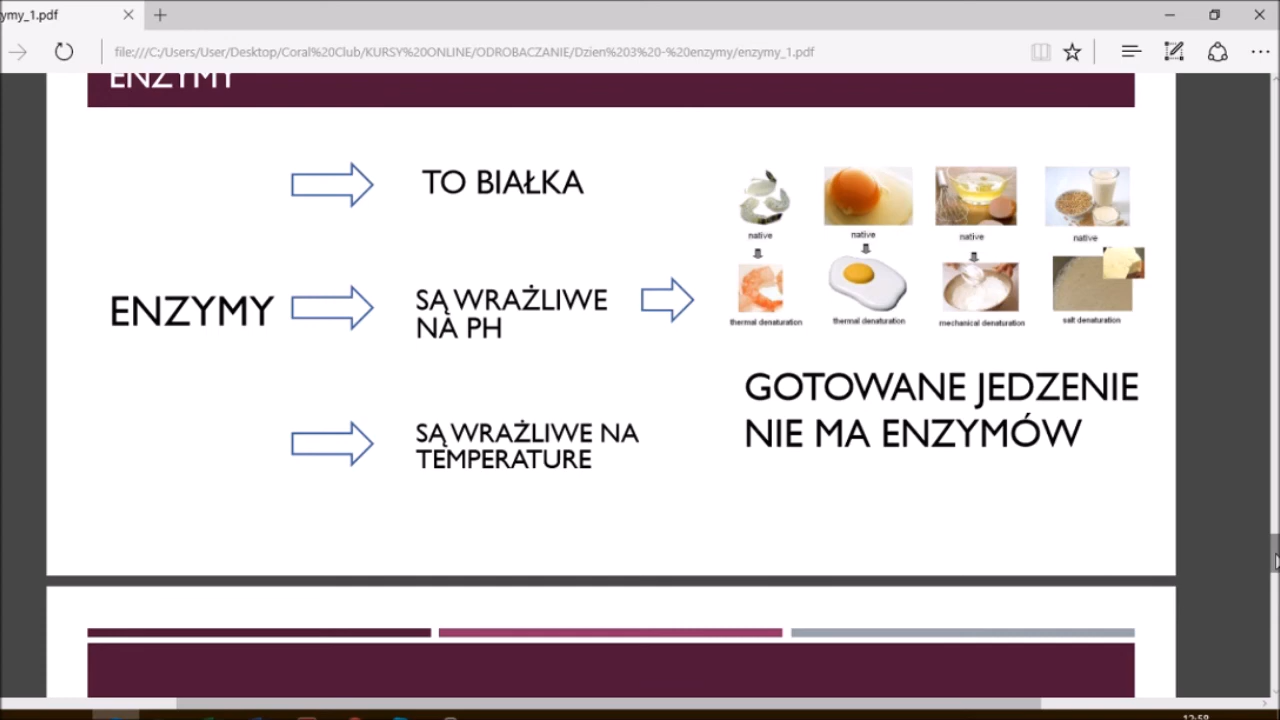 ymy_1.pdf
file:///C:/Users/User/Desktop/Coral%20Club/KURSY%20ONLINE/ODROBACZANIE/Dzien%203%20-%20enzymy/enzymy_1.pdf
ENZYMY
TO BIAŁKA
ENZYMY
SĄ WRAŻLIWE
NA PH
SĄ WRAŻLIWE NA
TEMPERATURE
native
native
native
native
thermal denaturation
thermal denaturation
mechanical denaturation
salt denaturation
GOTOWANE JEDZENIE
NIE MA ENZYMÓW